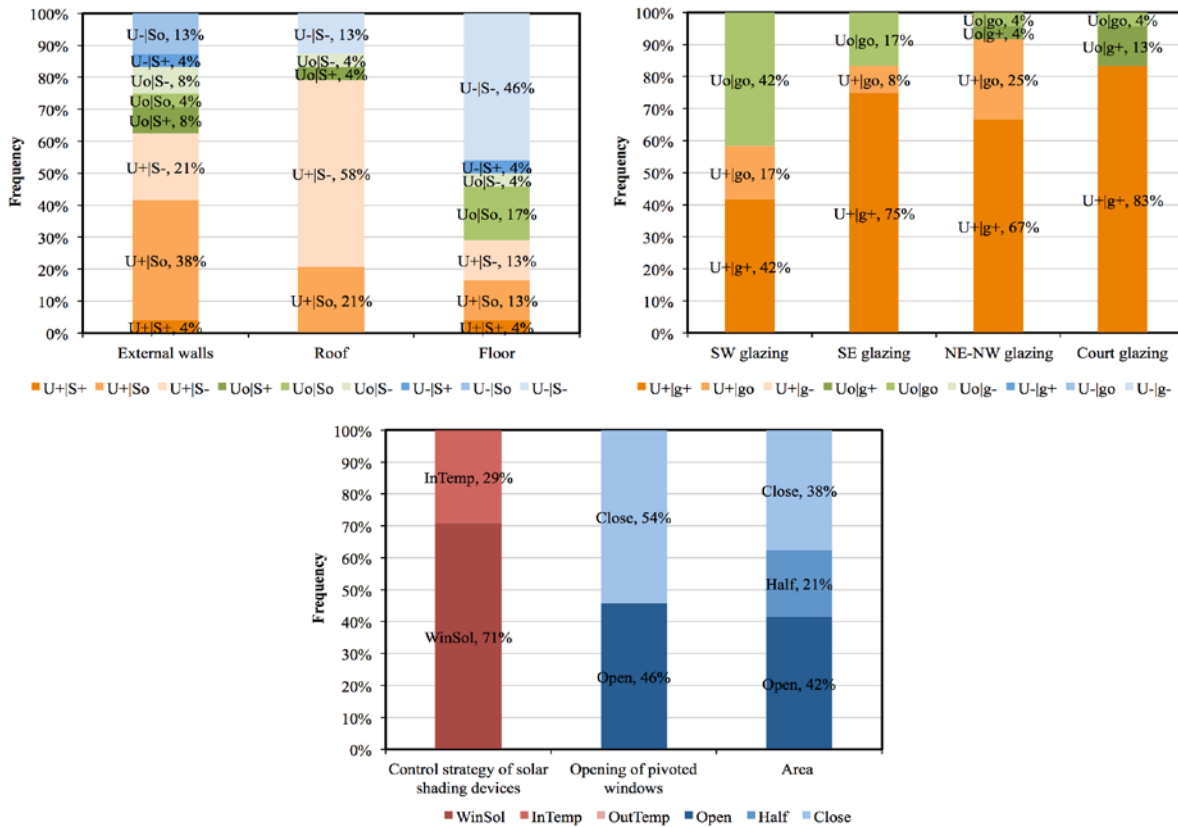 100%
90%
80%
70%
60%
50%
40%
30%
20%
10%
0%
Frequency
U-|So, 13%
U-|S+, 4%
Uo|S-, 8%
Uo|So, 4%
Uo|S+, 8%
U+|S-, 21%
U+|So, 38%
U+|S+, 4%
U-|S-, 13%
Uo|S-, 4%
Uo|S+, 4%
U+|S-, 58%
U+|So, 21%
U-|S-, 46%
U-|S+, 4%
Uo|S-, 4%
Uo|So, 17%
U+|S-, 13%
U+|So, 13%
U+|S+, 4%
External walls Roof Floor
U+|S+ U+|So U+|S- Uo|S+ Uo|So Uo|S- U-|S+ U-|So U-|S-
100%
90%
80%
70%
60%
50%
40%
30%
20%
10%
0%
Frequency
Uo|go, 42%
U+|go, 17%
U+|g+, 42%
Uo|go, 17%
U+|go, 8%
U+|g+, 75%
Uo|go, 4%
Uo|g+, 4%
U+|go, 25%
U+|g+, 67%
Uo|go, 4%
Uo|g+, 13%
U+|g+, 83%
SW glazing SE glazing NE-NW glazing Court glazing
U+|g+ U+|go U+|g- Uo|g+ Uo|go Uo|g- U-|g+ U-|go U-|g-
100%
90%
80%
70%
60%
50%
40%
30%
20%
10%
0%
Frequency
InTemp, 29%
WinSol, 71%
Close, 54%
Open, 46%
Close, 38%
Half, 21%
Open, 42%
Control strategy of solar
shading devices
Opening of pivoted
windows
Area
WinSol InTemp OutTemp Open Half Close